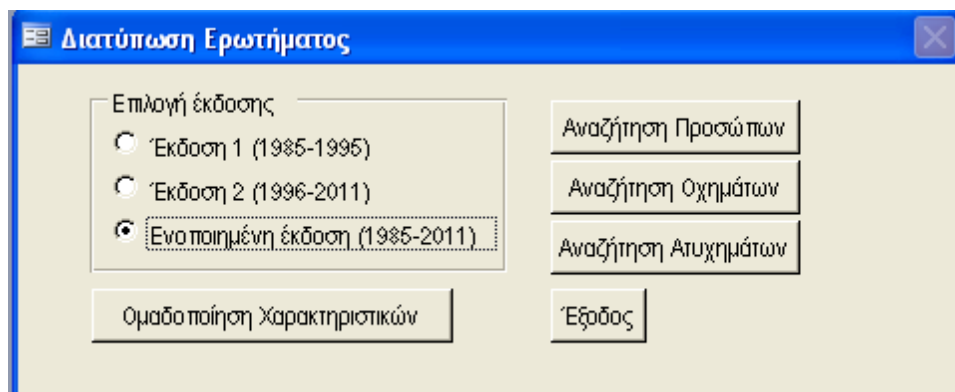 Διατύπωση Ερωτήματος
Επιλογή έκδοσης
Έκδοση 1 (1985-1995)
Έκδοση 2 (1996-2011)
Ενοποιημένη έκδοση (1985-2011)
Αναζήτηση Προσώπων
Αναζήτηση Οχημάτων
Αναζήτηση Ατυχημάτων
Ομαδοποίηση Χαρακτηριστικών
Έξοδος